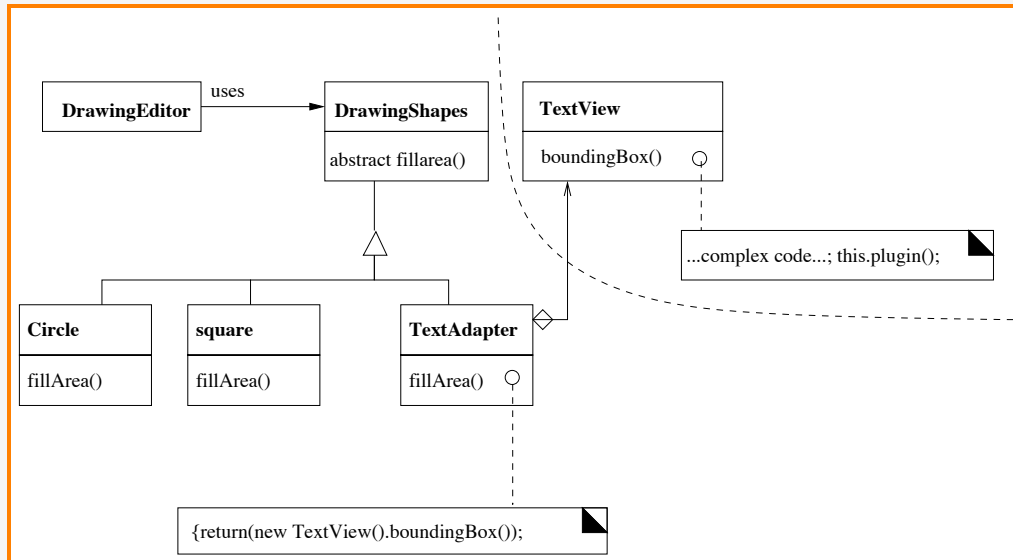 uses
DrawingEditor
DrawingShapes
abstract fillarea()
TextView
boundingBox()
...complex code...; this.plugin();
Circle
fillArea()
square
fillArea()
TextAdapter
fillArea()
{return(new TextView().boundingBox());